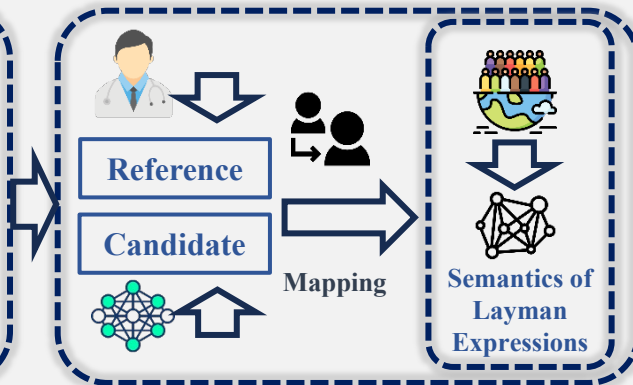 Reference
Candidate
Mapping
Semantics of
Layman
Expressions